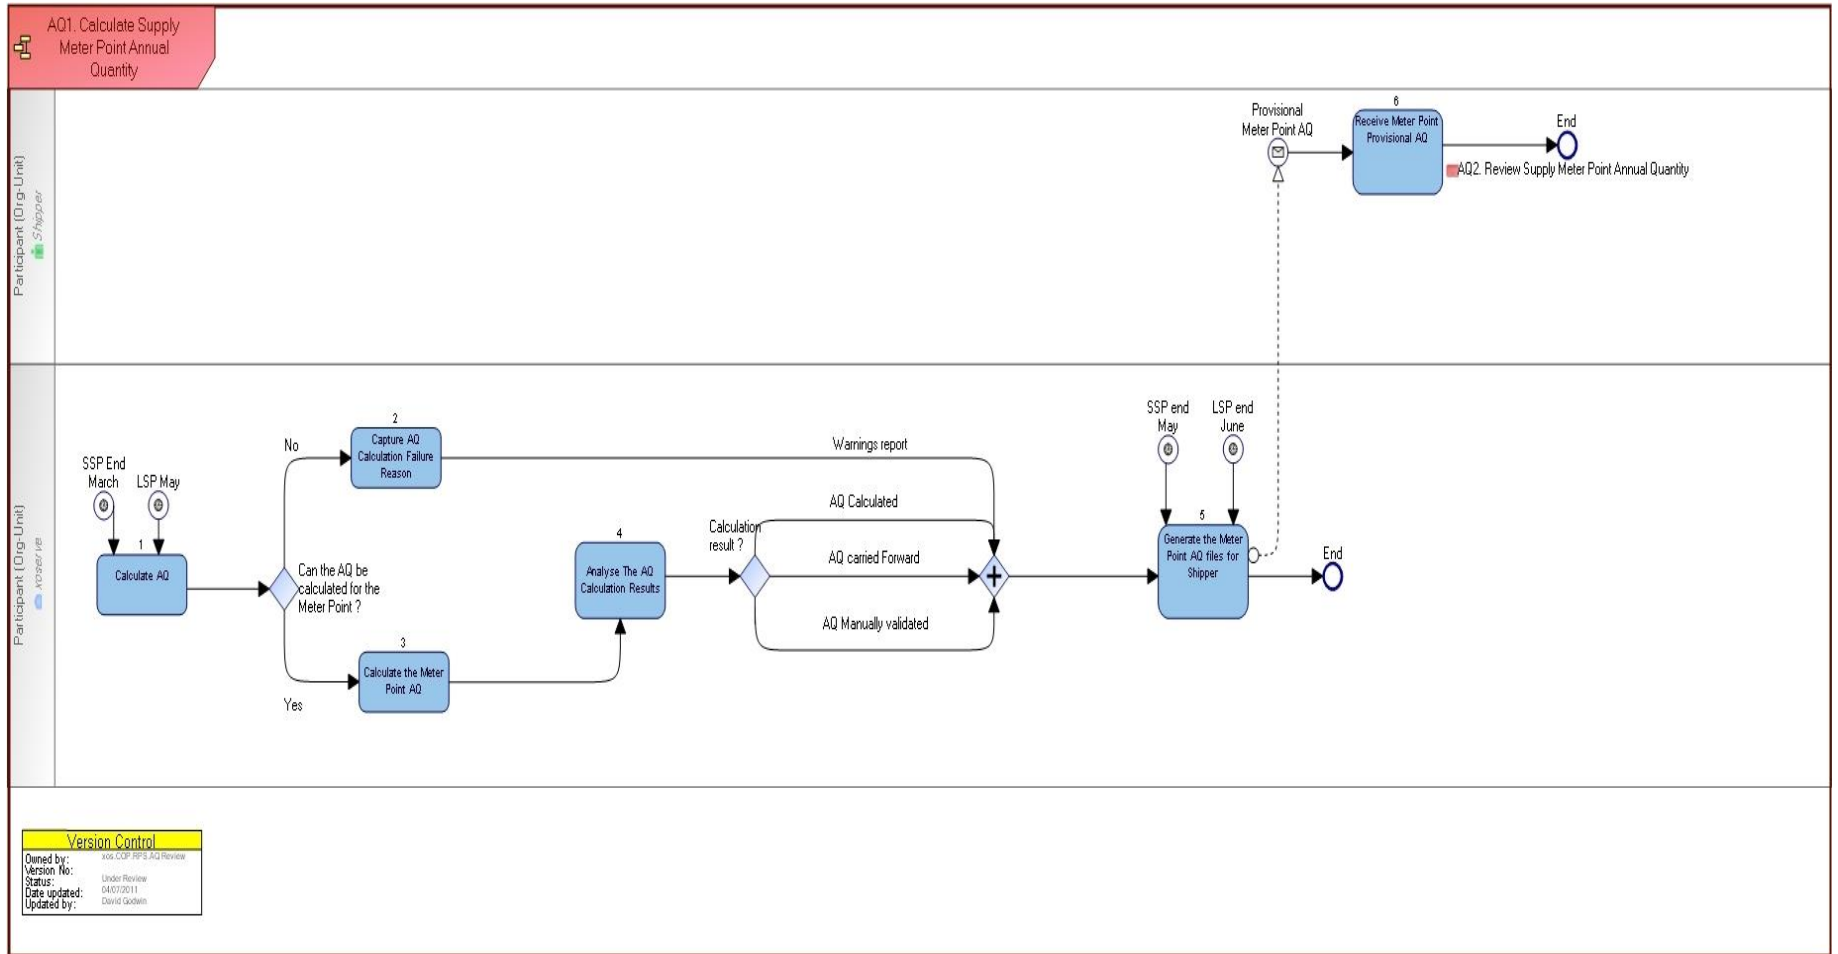 AQ1. Calculate Supply
Meter Point Annual
Quantity
Participant (Org-Unit)
Shipper
Provisional
Meter Point AQ
6
Receive Meter Point
Provisional AQ
End
AQ2. Review Supply Meter Point Annual Quantity
Participant (Org-Unit)
xoserve
SSP End
March
LSP May
1
Calculate AQ
Can the AQ be
calculated for the
Meter Point ?
No
2
Capture AQ
Calculation Failure
Reason
Yes
3
Calculate the Meter
Point AQ
4
Analyse The AQ
Calculation Results
Calculation
result ?
Warnings report
AQ Calculated
AQ carried Forward
AQ Manually validated
SSP end
May
LSP end
June
5
Generate the Meter
Point AQ files for
Shipper
End
Version Control
Owned by: xos.COP.RPS.AQ Review
Version No:
Status: Under Review
Date updated: 04/07/2011
Updated by: David Godwin